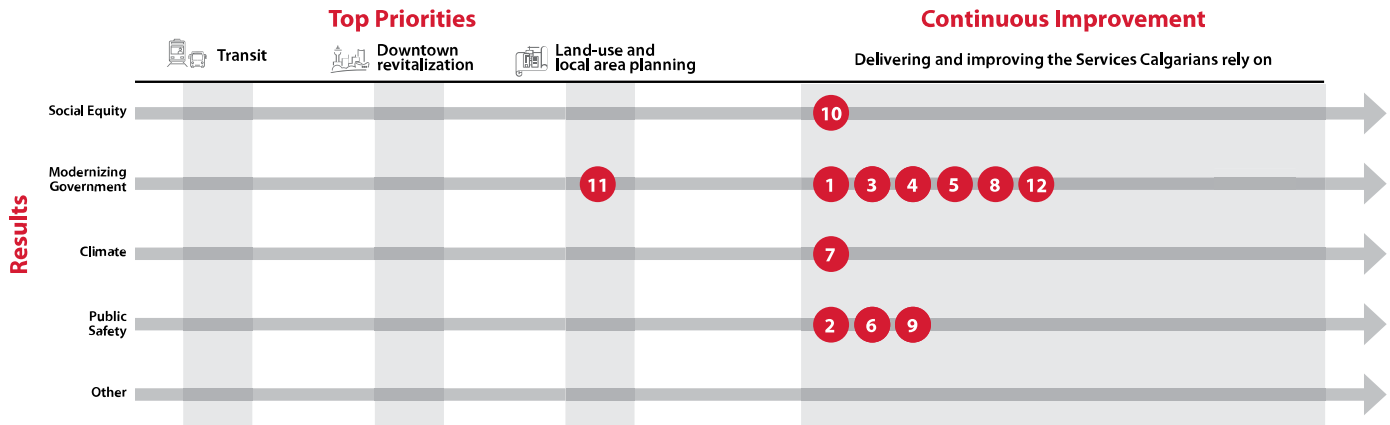 Top Priorities
Continuous Improvement
Transit
Downtown
revitalization
Land-use and
local area planning
Delivering and improving the Services Calgarians rely on
Results
Social Equity
10
Modernizing
Government
11
1 3 4 5 8 12
Climate
7
Public
Safety
2 6 9
Other